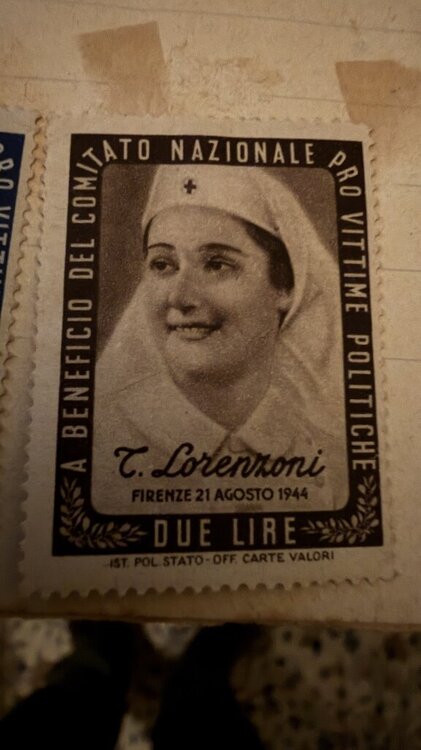 A BENEFICIO DEL COMITATO NAZIONALE PRO VITTIME POLITICHE
T. Lorenzoni
FIRENZE 21 AGOSTO 1944
DUE LIRE
IST. POL. STATO-OFF. CARTE VALORI